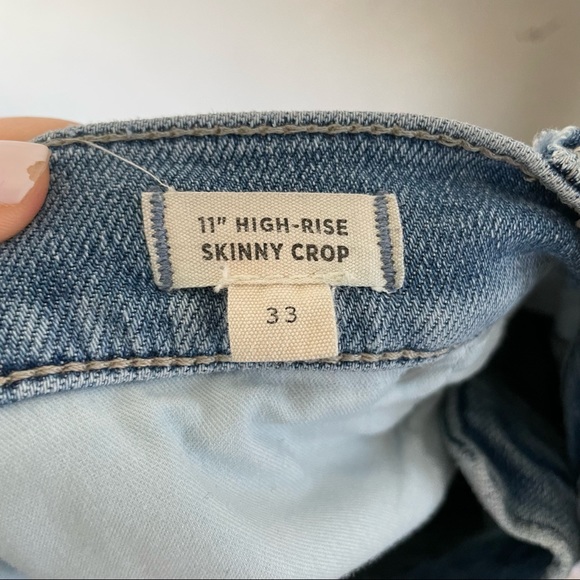 11" HIGH-RISE
SKINNY CROP
33